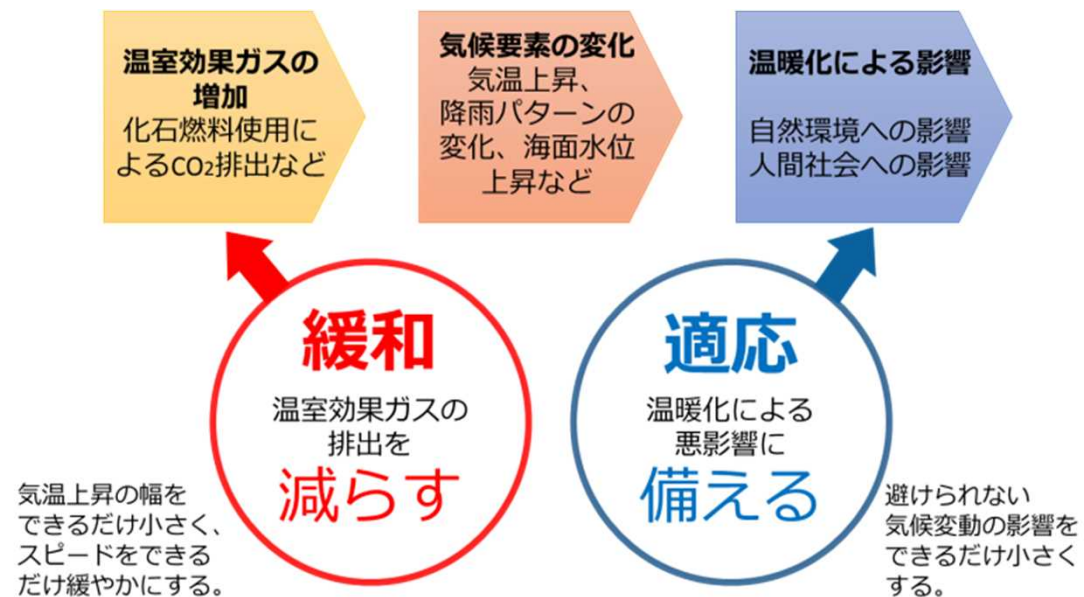 温室効果ガスの
増加
化石燃料使用に
よるCO₂排出など
気候要素の変化
気温上昇、
降雨パターンの
変化、海面水位
上昇など
温暖化による影響
自然環境への影響
人間社会への影響
緩和
温室効果ガスの
排出を
減らす
適応
温暖化による
悪影響に
備える
気温上昇の幅を
できるだけ小さく、
スピードをできる
だけ緩やかにする。
避けられない
気候変動の影響を
できるだけ小さく
する。